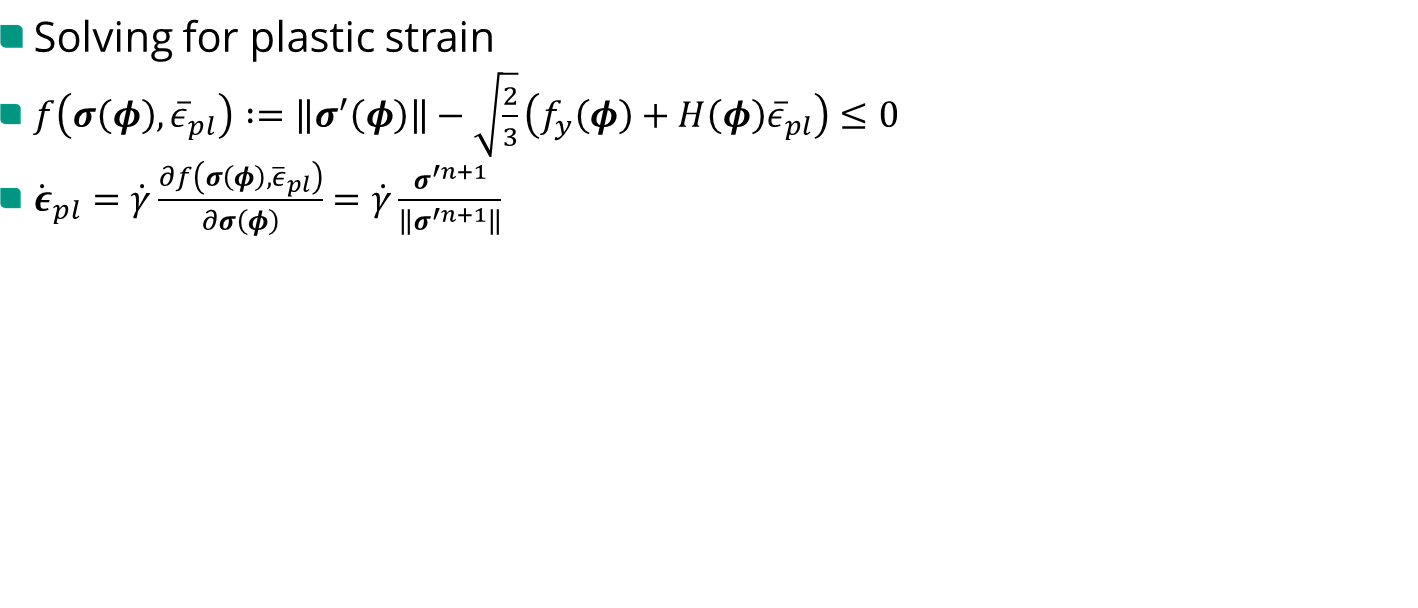 Solving for plastic strain
f(σ(ϕ), ϵ̄_pl) := ‖σ′(ϕ)‖ − √(2/3) (f_y(ϕ) + H(ϕ)ϵ̄_pl) ≤ 0
ϵ̇_pl = γ̇ ∂f(σ(ϕ),ϵ̄_pl)/∂σ(ϕ) = γ̇ σ′ⁿ⁺¹/‖σ′ⁿ⁺¹‖